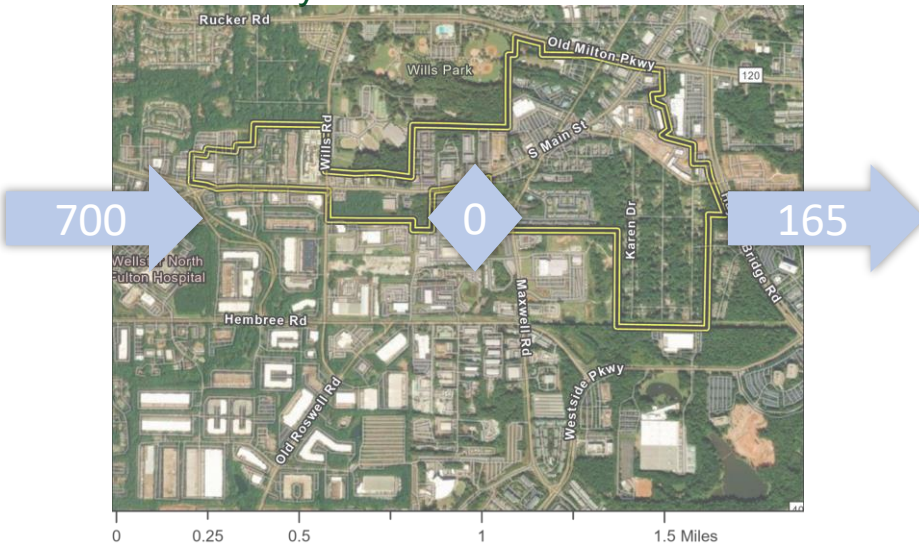 Rucker Rd
Old Milton Pkwy
Wills Park
120
Wills Rd
S Main St
700
0
165
Karen Dr
Wellstar North
Fulton Hospital
Bridge Rd
Hembree Rd
Maxwell Rd
Westside Pkwy
Old Roswell Rd
0
0.25
0.5
1
1.5 Miles